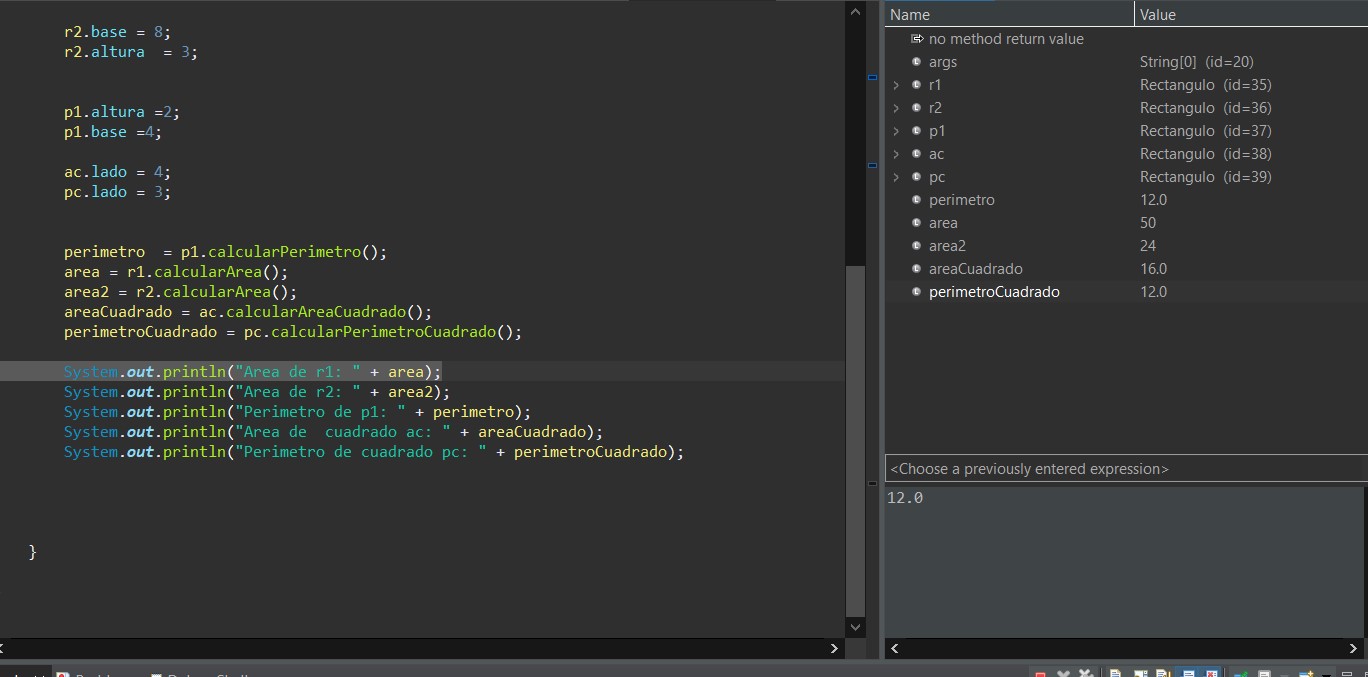 r2.base = 8;
r2.altura  = 3;
p1.altura =2;
p1.base =4;
ac.lado = 4;
pc.lado = 3;
perimetro  = p1.calcularPerimetro();
area = r1.calcularArea();
area2 = r2.calcularArea();
areaCuadrado = ac.calcularAreaCuadrado();
perimetroCuadrado = pc.calcularPerimetroCuadrado();
System.out.println("Area de r1: " + area);
System.out.println("Area de r2: " + area2);
System.out.println("Perimetro de p1: " + perimetro);
System.out.println("Area de  cuadrado ac: " + areaCuadrado);
System.out.println("Perimetro de cuadrado pc: " + perimetroCuadrado);
}
Name Value
no method return value
args String[0] (id=20)
r1 Rectangulo (id=35)
r2 Rectangulo (id=36)
p1 Rectangulo (id=37)
ac Rectangulo (id=38)
pc Rectangulo (id=39)
perimetro 12.0
area 50
area2 24
areaCuadrado 16.0
perimetroCuadrado 12.0
<Choose a previously entered expression>
12.0